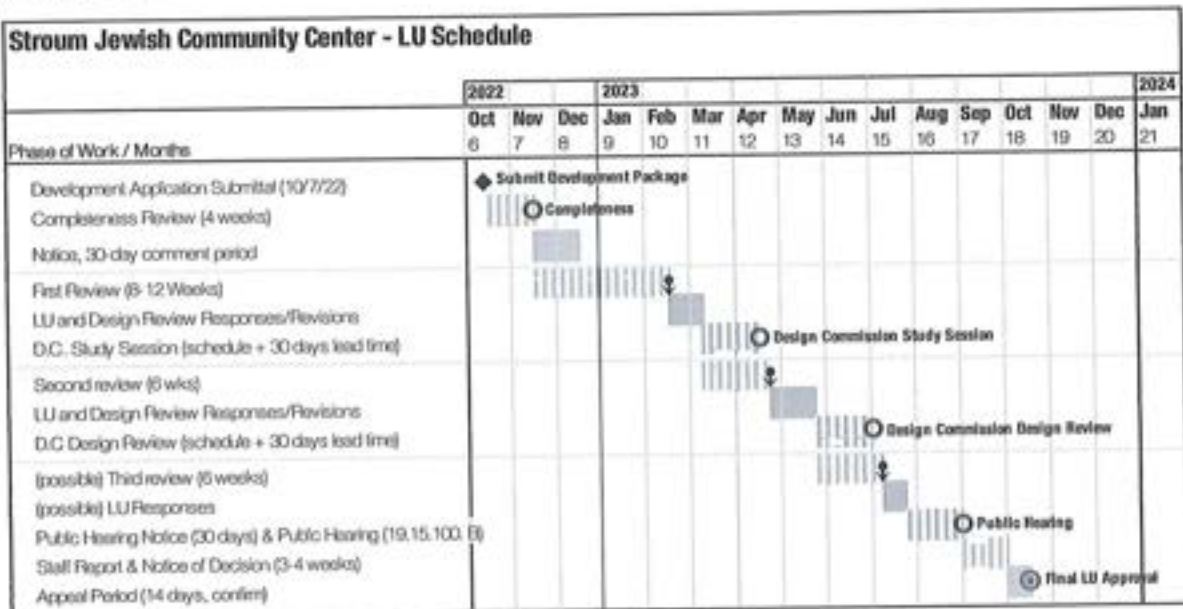 Stroum Jewish Community Center - LU Schedule
2022 2023 2024
Oct Nov Dec Jan Feb Mar Apr May Jun Jul Aug Sep Oct Nov Dec Jan
Phase of Work / Months 6 7 8 9 10 11 12 13 14 15 16 17 18 19 20 21
Development Application Submittal (10/7/22) Submit Development Package
Completeness Review (4 weeks) Completeness
Notice, 30-day comment period
First Review (8-12 Weeks)
LU and Design Review Responses/Revisions
D.C. Study Session (schedule + 30 days lead time) Design Commission Study Session
Second review (6 wks)
LU and Design Review Responses/Revisions
D.C Design Review (schedule + 30 days lead time) Design Commission Design Review
(possible) Third review (6 weeks)
(possible) LU Responses
Public Hearing Notice (30 days) & Public Hearing (19.15.100. B) Public Hearing
Staff Report & Notice of Decision (3-4 weeks)
Appeal Period (14 days, confirm) Final LU Approval